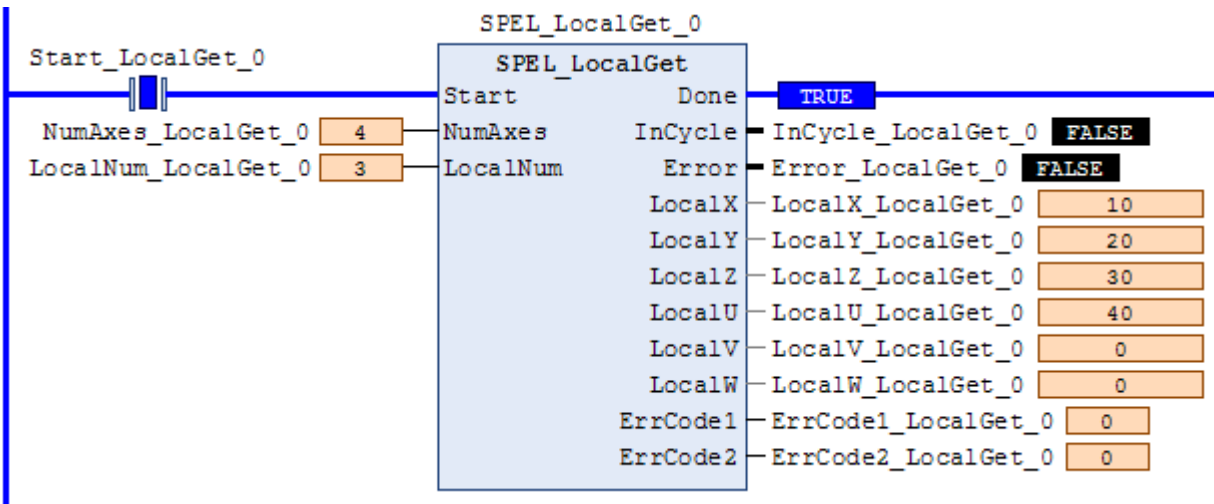 SPEL_LocalGet_0
Start_LocalGet_0
SPEL_LocalGet
Start Done TRUE
NumAxes_LocalGet_0 4 NumAxes InCycle InCycle_LocalGet_0 FALSE
LocalNum_LocalGet_0 3 LocalNum Error Error_LocalGet_0 FALSE
LocalX LocalX_LocalGet_0 10
LocalY LocalY_LocalGet_0 20
LocalZ LocalZ_LocalGet_0 30
LocalU LocalU_LocalGet_0 40
LocalV LocalV_LocalGet_0 0
LocalW LocalW_LocalGet_0 0
ErrCode1 ErrCode1_LocalGet_0 0
ErrCode2 ErrCode2_LocalGet_0 0